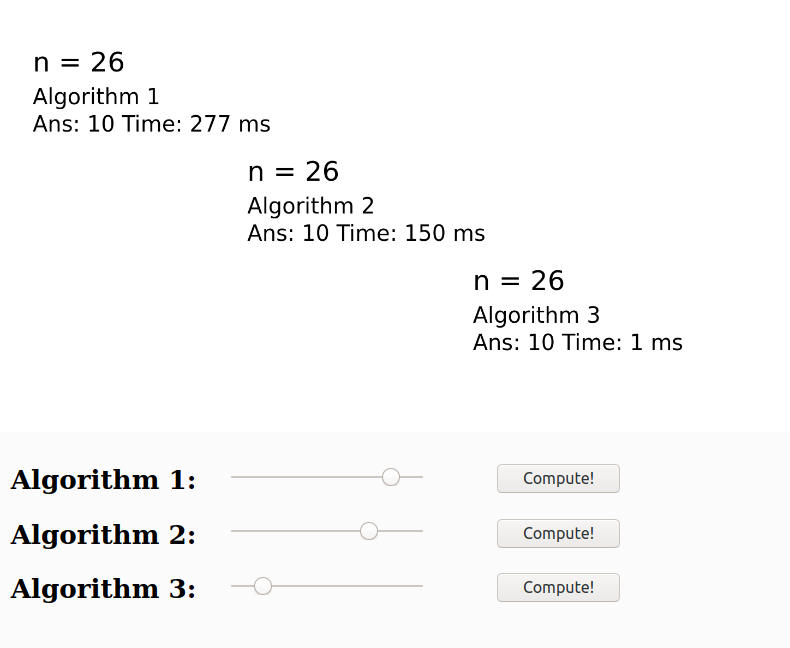 n = 26
Algorithm 1
Ans: 10 Time: 277 ms
n = 26
Algorithm 2
Ans: 10 Time: 150 ms
n = 26
Algorithm 3
Ans: 10 Time: 1 ms
Algorithm 1: Compute!
Algorithm 2: Compute!
Algorithm 3: Compute!